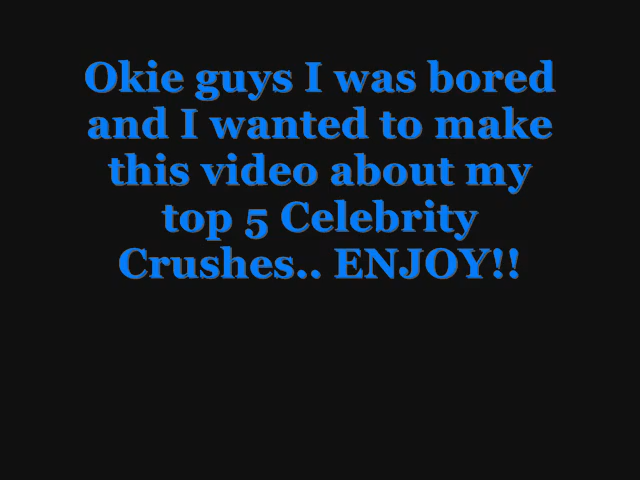 Okie guys I was bored
and I wanted to make
this video about my
top 5 Celebrity
Crushes.. ENJOY!!